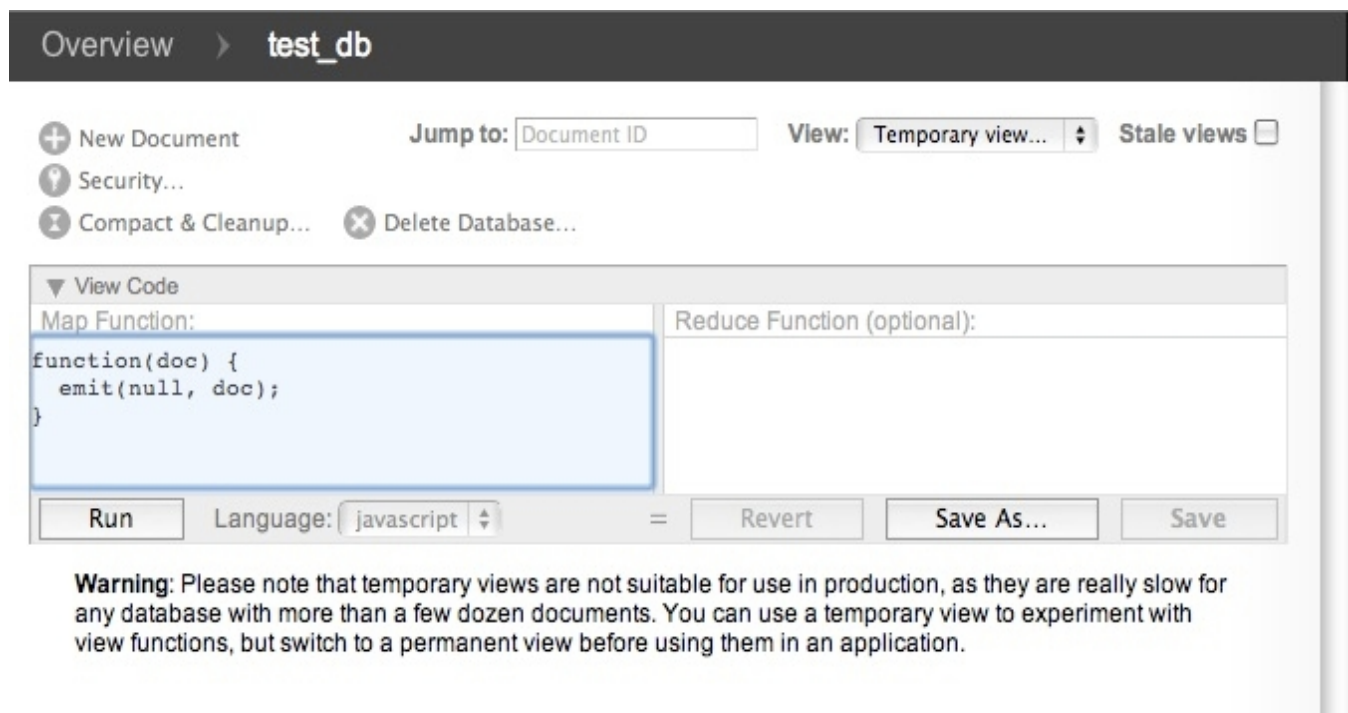 Overview > test_db
New Document Jump to: Document ID View: Temporary view... Stale views
Security...
Compact & Cleanup... Delete Database...
View Code
Map Function: Reduce Function (optional):
function(doc) {
  emit(null, doc);
}
Run Language: javascript = Revert Save As... Save
Warning: Please note that temporary views are not suitable for use in production, as they are really slow for
any database with more than a few dozen documents. You can use a temporary view to experiment with
view functions, but switch to a permanent view before using them in an application.